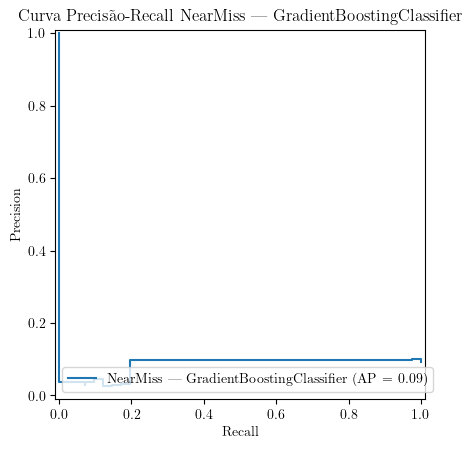 Curva Precisão-Recall NearMiss — GradientBoostingClassifier
1.0
0.8
0.6
0.4
0.2
0.0
Precision
NearMiss — GradientBoostingClassifier (AP = 0.09)
0.0 0.2 0.4 0.6 0.8 1.0
Recall